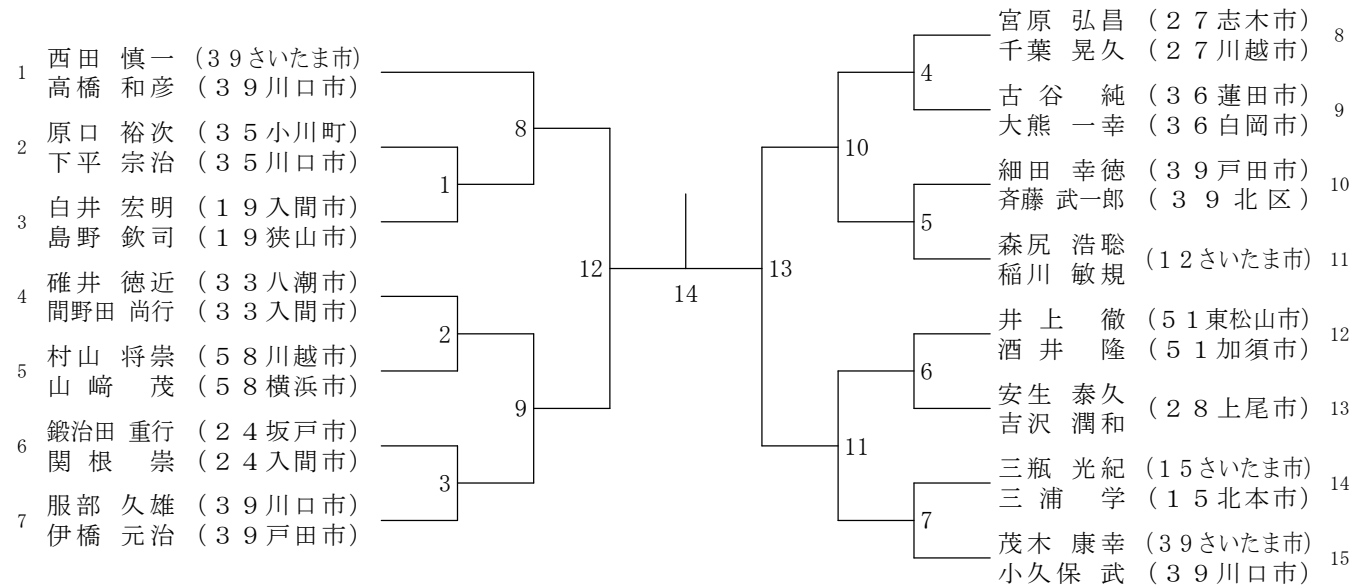 1 西田 慎一 (39さいたま市)
高橋 和彦 (39川口市)
2 原口 裕次 (35小川町)
下平 宗治 (35川口市)
3 白井 宏明 (19入間市)
島野 欽司 (19狭山市)
4 碓井 徳近 (33八潮市)
間野田 尚行 (33入間市)
5 村山 将崇 (58川越市)
山﨑 茂 (58横浜市)
6 鍛治田 重行 (24坂戸市)
関根 崇 (24入間市)
7 服部 久雄 (39川口市)
伊橋 元治 (39戸田市)
8
1
2
3
9
12
14
13
10
11
4
5
6
7
宮原 弘昌 (27志木市) 8
千葉 晃久 (27川越市)
古谷 純 (36蓮田市) 9
大熊 一幸 (36白岡市)
細田 幸徳 (39戸田市) 10
斉藤 武一郎 (39北区)
森尻 浩聡 (12さいたま市) 11
稲川 敏規
井上 徹 (51東松山市) 12
酒井 隆 (51加須市)
安生 泰久 (28上尾市) 13
吉沢 潤和
三瓶 光紀 (15さいたま市) 14
三浦 学 (15北本市)
茂木 康幸 (39さいたま市) 15
小久保 武 (39川口市)